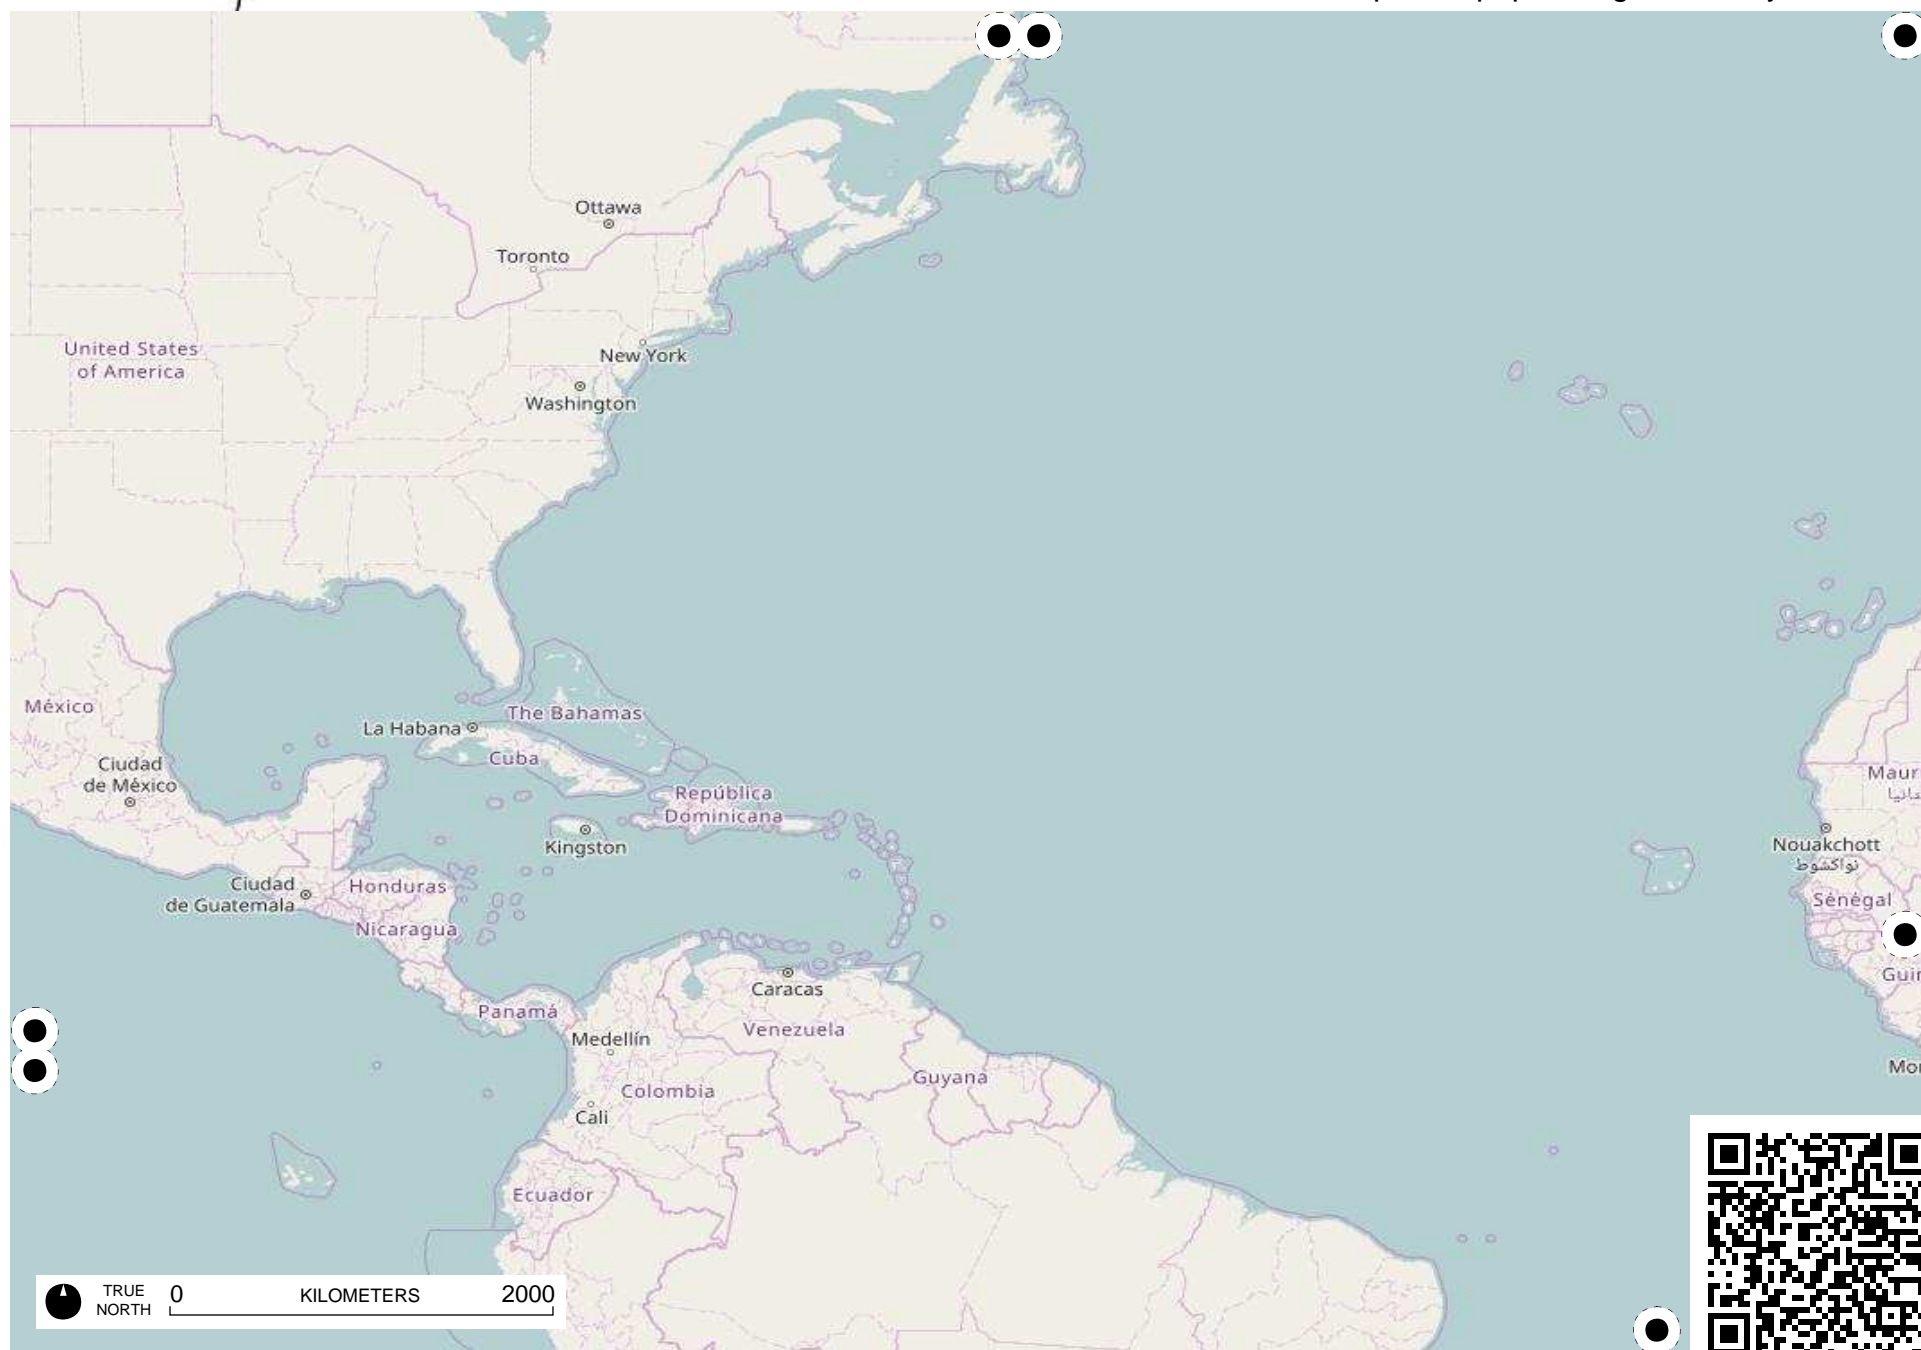 Ottawa
Toronto
United States
of America
New York
Washington
México
La Habana
The Bahamas
Ciudad
de México
Cuba
República
Dominicana
Kingston
Nouakchott
نواكشوط
Ciudad
de Guatemala
Honduras
Sénégal
Nicaragua
Caracas
Panamá
Venezuela
Medellín
Colombia
Guyana
Cali
Ecuador
TRUE
NORTH
0
KILOMETERS
2000